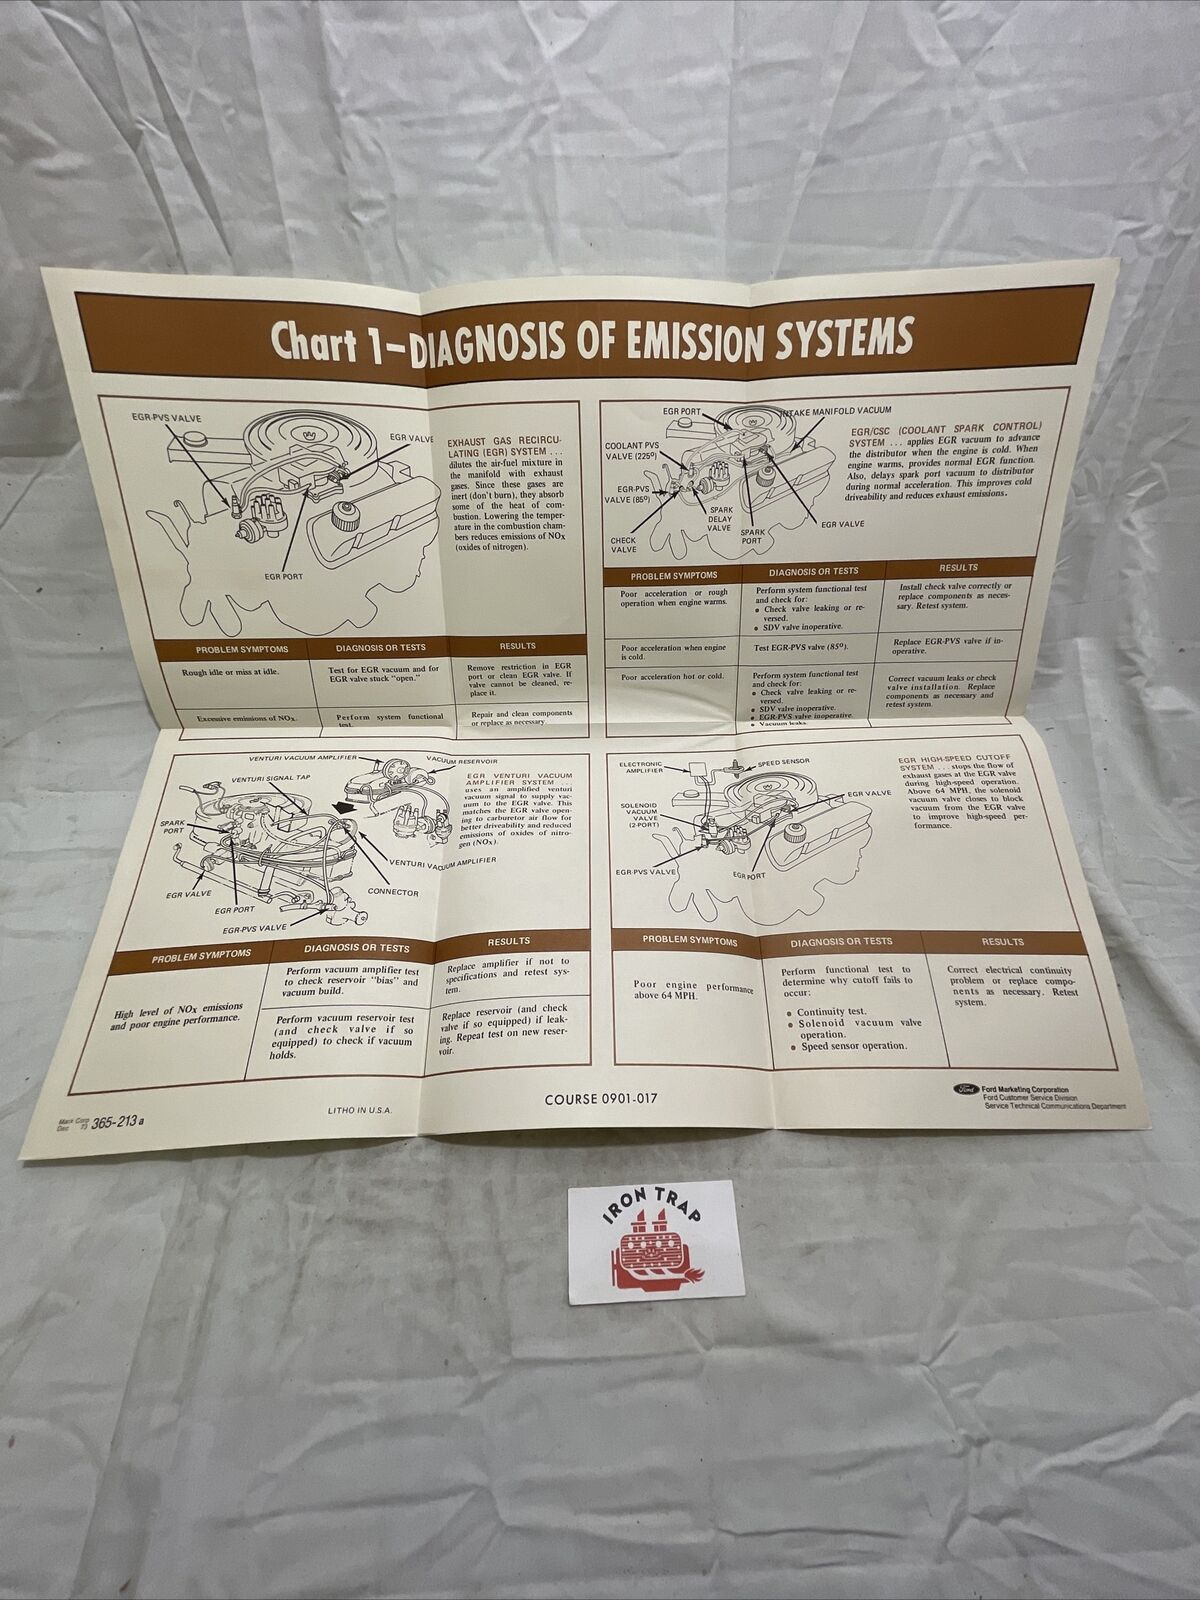 Chart 1–DIAGNOSIS OF EMISSION SYSTEMS
EGR-PVS VALVE
EGR VALVE
EGR PORT
EXHAUST GAS RECIRCU-
LATING (EGR) SYSTEM . . .
dilutes the air-fuel mixture in
the manifold with exhaust
gases. Since these gases are
inert (don't burn), they absorb
some of the heat of com-
bustion. Lowering the temper-
ature in the combustion cham-
bers reduces emissions of NOx
(oxides of nitrogen).
PROBLEM SYMPTOMS
DIAGNOSIS OR TESTS
RESULTS
Rough idle or miss at idle.
Test for EGR vacuum and for
EGR valve stuck "open."
Remove restriction in EGR
port or clean EGR valve. If
valve cannot be cleaned, re-
place it.
Excessive emissions of NOx.
Perform system functional
test.
Repair and clean components
or replace as necessary.
EGR PORT
INTAKE MANIFOLD VACUUM
COOLANT PVS
VALVE (225º)
EGR-PVS
VALVE (85º)
CHECK
VALVE
SPARK
DELAY
VALVE
SPARK
PORT
EGR VALVE
EGR/CSC (COOLANT SPARK CONTROL)
SYSTEM . . . applies EGR vacuum to advance
the distributor when the engine is cold. When
engine warms, provides normal EGR function.
Also, delays spark port vacuum to distributor
during normal acceleration. This improves cold
driveability and reduces exhaust emissions.
PROBLEM SYMPTOMS
DIAGNOSIS OR TESTS
RESULTS
Poor acceleration or rough
operation when engine warms.
Perform system functional test
and check for:
• Check valve leaking or re-
versed.
• SDV valve inoperative.
Install check valve correctly or
replace components as neces-
sary. Retest system.
Poor acceleration when engine
is cold.
Test EGR-PVS valve (85º).
Replace EGR-PVS valve if in-
operative.
Poor acceleration hot or cold.
Perform system functional test
and check for:
• Check valve leaking or re-
versed.
• SDV valve inoperative.
• EGR-PVS valve inoperative.
• Vacuum leaks.
Correct vacuum leaks or check
valve installation. Replace
components as necessary and
retest system.
VENTURI VACUUM AMPLIFIER
VACUUM RESERVOIR
VENTURI SIGNAL TAP
SPARK
PORT
EGR VALVE
EGR PORT
EGR-PVS VALVE
VENTURI VACUUM AMPLIFIER
CONNECTOR
EGR VENTURI VACUUM
AMPLIFIER SYSTEM . . .
uses an amplified venturi
vacuum signal to supply vac-
uum to the EGR valve. This
matches the EGR valve open-
ing to carburetor air flow for
better driveability and reduced
emissions of oxides of nitro-
gen (NOx).
PROBLEM SYMPTOMS
DIAGNOSIS OR TESTS
RESULTS
High level of NOx emissions
and poor engine performance.
Perform vacuum amplifier test
to check reservoir "bias" and
vacuum build.
Replace amplifier if not to
specifications and retest sys-
tem.
Perform vacuum reservoir test
(and check valve if so
equipped) to check if vacuum
holds.
Replace reservoir (and check
valve if so equipped) if leak-
ing. Repeat test on new reser-
voir.
ELECTRONIC
AMPLIFIER
SPEED SENSOR
SOLENOID
VACUUM
VALVE
(2-PORT)
EGR VALVE
EGR-PVS VALVE
EGR PORT
EGR HIGH-SPEED CUTOFF
SYSTEM . . . stops the flow of
exhaust gases at the EGR valve
during high-speed operation.
Above 64 MPH, the solenoid
vacuum valve closes to block
vacuum from the EGR valve
to improve high-speed per-
formance.
PROBLEM SYMPTOMS
DIAGNOSIS OR TESTS
RESULTS
Poor engine performance
above 64 MPH.
Perform functional test to
determine why cutoff fails to
occur:
• Continuity test.
• Solenoid vacuum valve
operation.
• Speed sensor operation.
Correct electrical continuity
problem or replace compo-
nents as necessary. Retest
system.
Mark Corp
Dec 73 365-213 a
LITHO IN U.S.A.
COURSE 0901-017
Ford
Ford Marketing Corporation
Ford Customer Service Division
Service Technical Communications Department
IRON TRAP